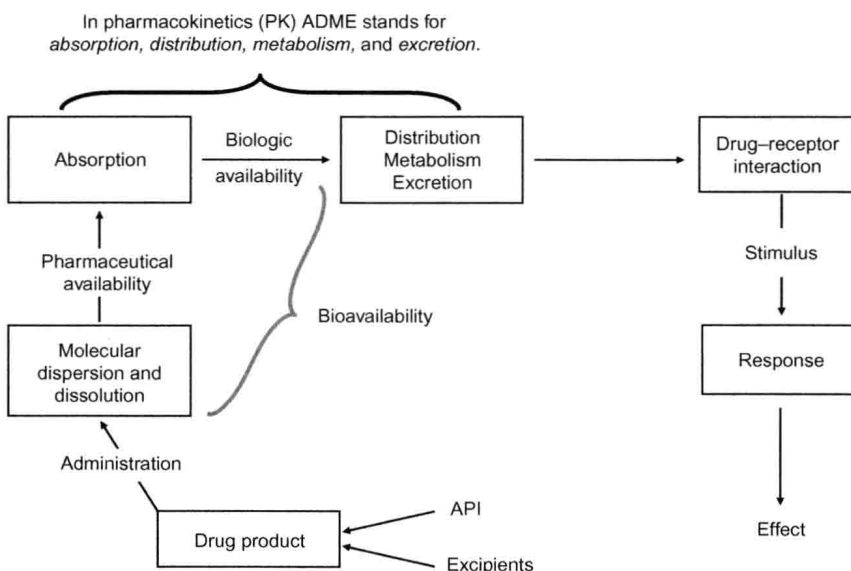 In pharmacokinetics (PK) ADME stands for
absorption, distribution, metabolism, and excretion.
Absorption
Biologic
availability
Distribution
Metabolism
Excretion
Drug–receptor
interaction
Pharmaceutical
availability
Stimulus
Bioavailability
Molecular
dispersion and
dissolution
Response
Administration
API
Drug product
Effect
Excipients